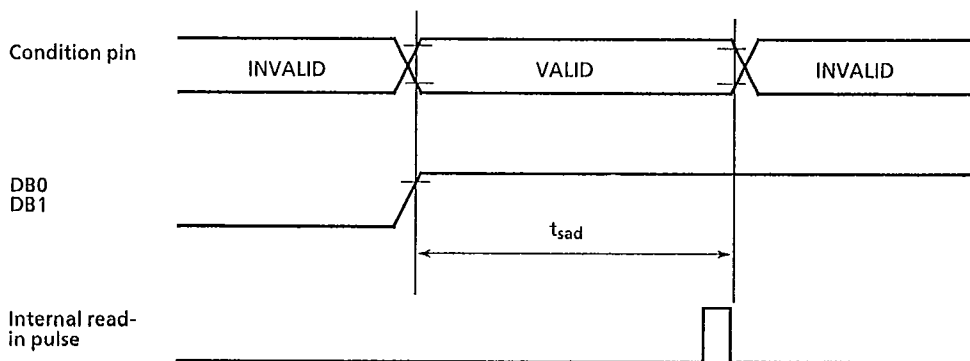 Condition pin
INVALID
VALID
INVALID
DB0
DB1
tsad
Internal read-
in pulse